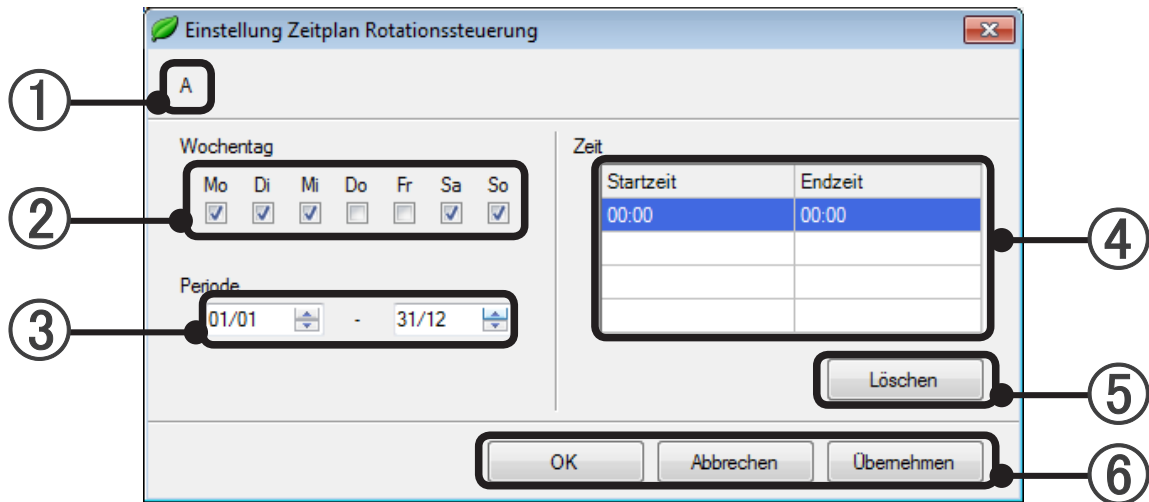 Einstellung Zeitplan Rotationssteuerung
① A
Wochentag
② Mo Di Mi Do Fr Sa So
Periode
③ 01/01 - 31/12
Zeit
Startzeit Endzeit
00:00 00:00 ④
Löschen ⑤
OK Abbrechen Übernehmen ⑥